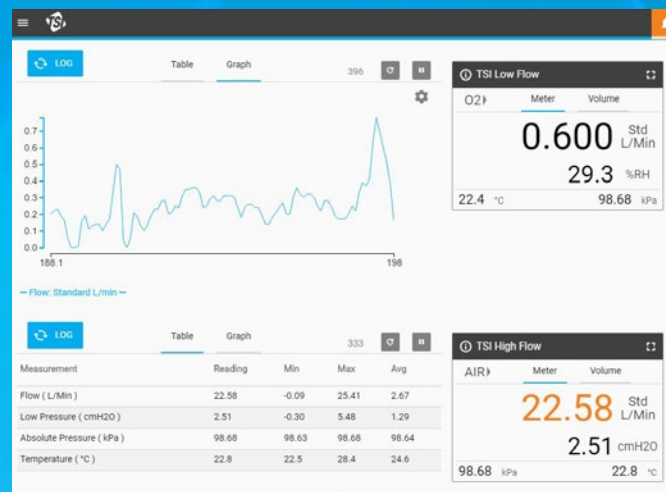 TSI
LOG
Table
Graph
396
0.7
0.6
0.5
0.4
0.3
0.2
0.1
0.0
188.1
198
Flow: Standard L/min
TSI Low Flow
O2
Meter
Volume
0.600 Std L/Min
29.3 %RH
22.4 °C
98.68 kPa
LOG
Table
Graph
333
Measurement Reading Min Max Avg
Flow ( L/Min ) 22.58 -0.09 25.41 2.67
Low Pressure ( cmH2O ) 2.51 -0.30 5.48 1.29
Absolute Pressure ( kPa ) 98.68 98.63 98.68 98.64
Temperature ( °C ) 22.8 22.5 28.4 24.6
TSI High Flow
AIR
Meter
Volume
22.58 Std L/Min
2.51 cmH2O
98.68 kPa
22.8 °C